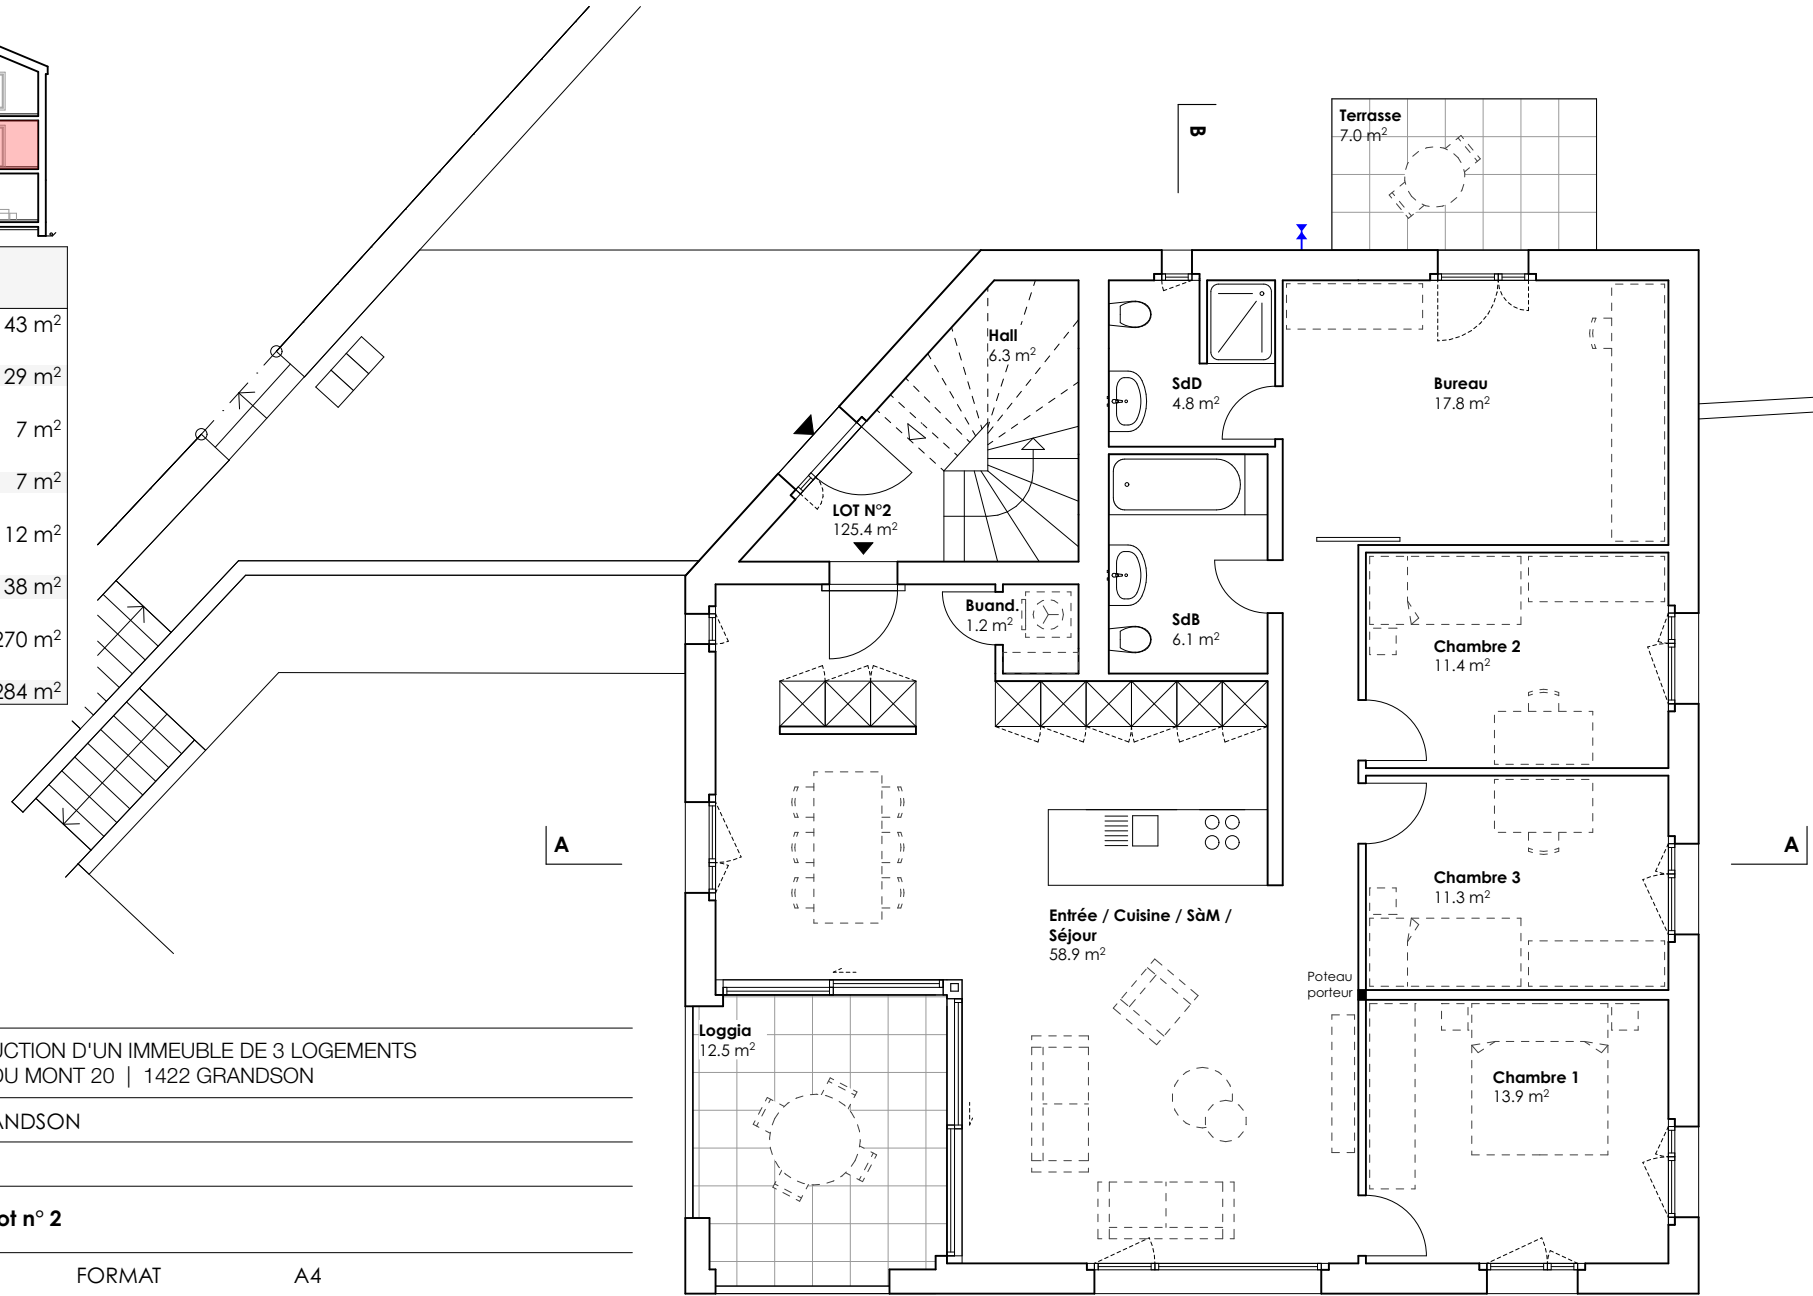 B
Terrasse
7.0 m²
43 m²
29 m²
7 m²
7 m²
12 m²
38 m²
270 m²
284 m²
Hall
6.3 m²
SdD
4.8 m²
Bureau
17.8 m²
LOT N°2
125.4 m²
Buand.
1.2 m²
SdB
6.1 m²
Chambre 2
11.4 m²
A
A
Chambre 3
11.3 m²
Entrée / Cuisine / SàM /
Séjour
58.9 m²
Poteau
porteur
Loggia
12.5 m²
Chambre 1
13.9 m²
UCTION D'UN IMMEUBLE DE 3 LOGEMENTS
DU MONT 20 | 1422 GRANDSON
ANDSON
ot n° 2
FORMAT A4